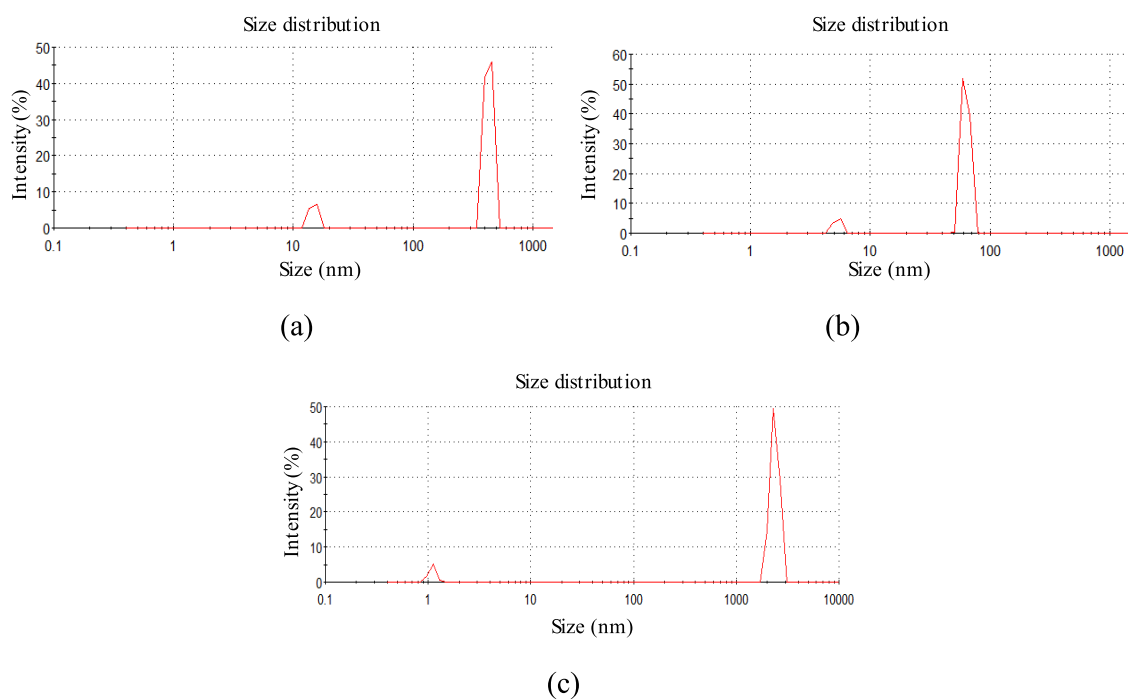 Size distribution
50
40
30
20
10
0
Intensity (%)
0.1 1 10 100 1000
Size (nm)
(a)
Size distribution
60
50
40
30
20
10
0
Intensity (%)
0.1 1 10 100 1000
Size (nm)
(b)
Size distribution
50
40
30
20
10
0
Intensity (%)
0.1 1 10 100 1000 10000
Size (nm)
(c)